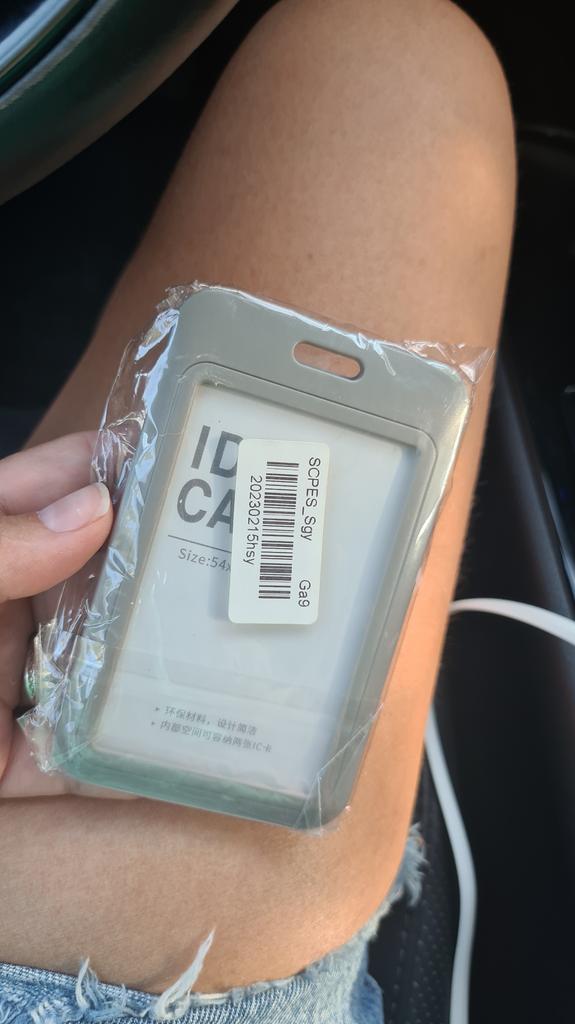 ID
CA
Size:54x
SCPES_Sgy
Ga9
20230215hsy
▸ 环保材料，设计简洁
▸ 内部空间可容纳两张IC卡